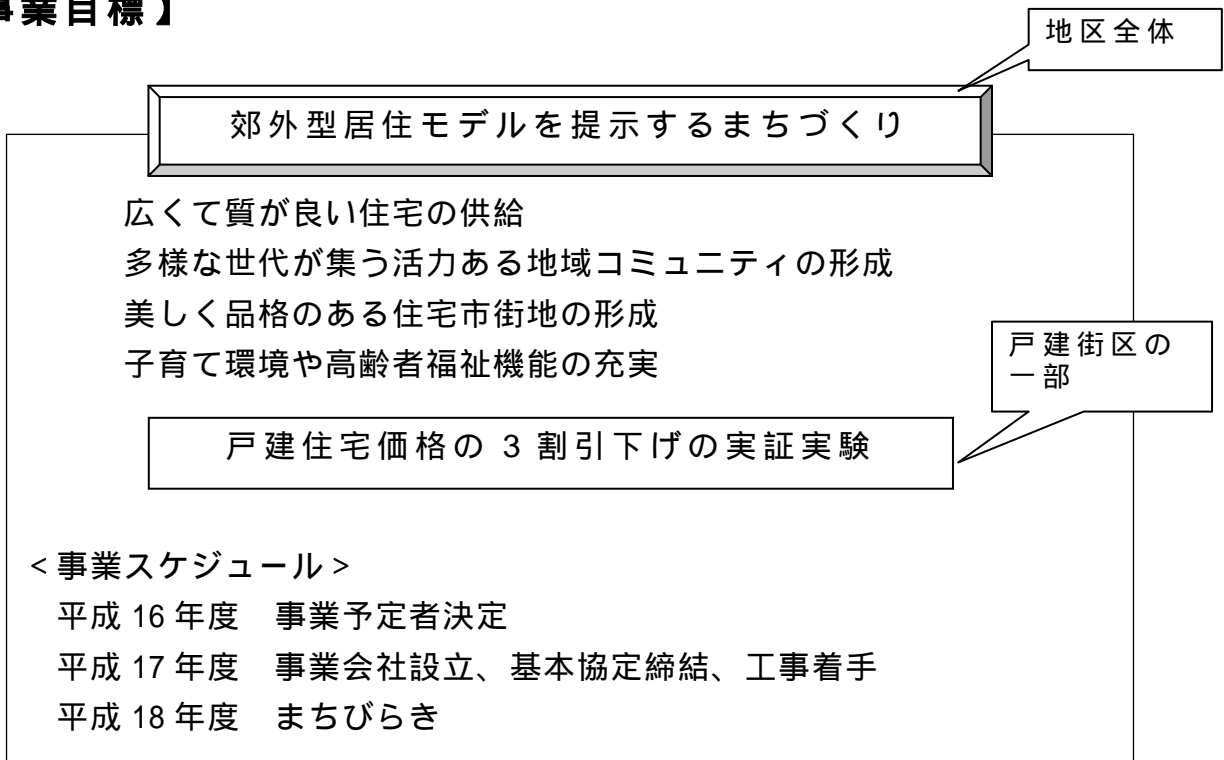 事業目標】
地区全体
郊外型居住モデルを提示するまちづくり
広くて質が良い住宅の供給
多様な世代が集う活力ある地域コミュニティの形成
美しく品格のある住宅市街地の形成
子育て環境や高齢者福祉機能の充実
戸建街区の
一部
戸建住宅価格の3割引下げの実証実験
<事業スケジュール>
平成16年度 事業予定者決定
平成17年度 事業会社設立、基本協定締結、工事着手
平成18年度 まちびらき